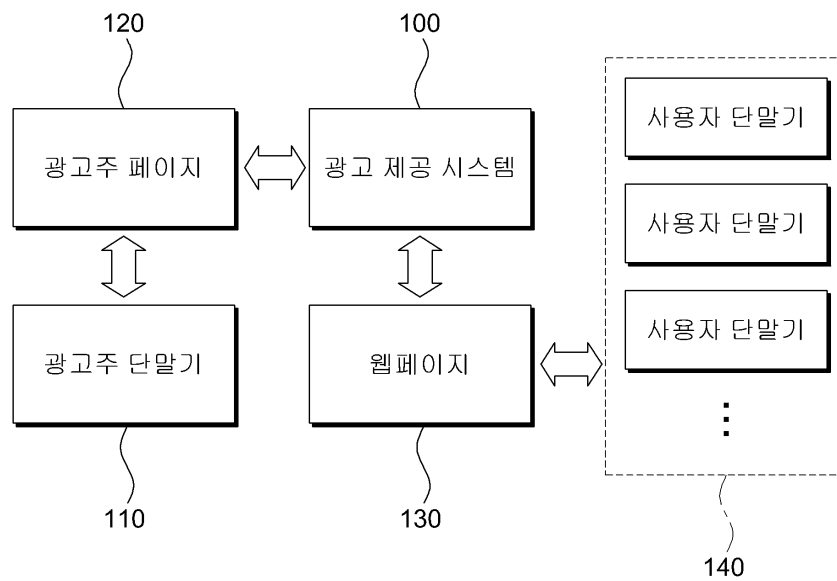 120
100
광고주 페이지
광고 제공 시스템
사용자 단말기
사용자 단말기
사용자 단말기
광고주 단말기
웹페이지
110
130
140